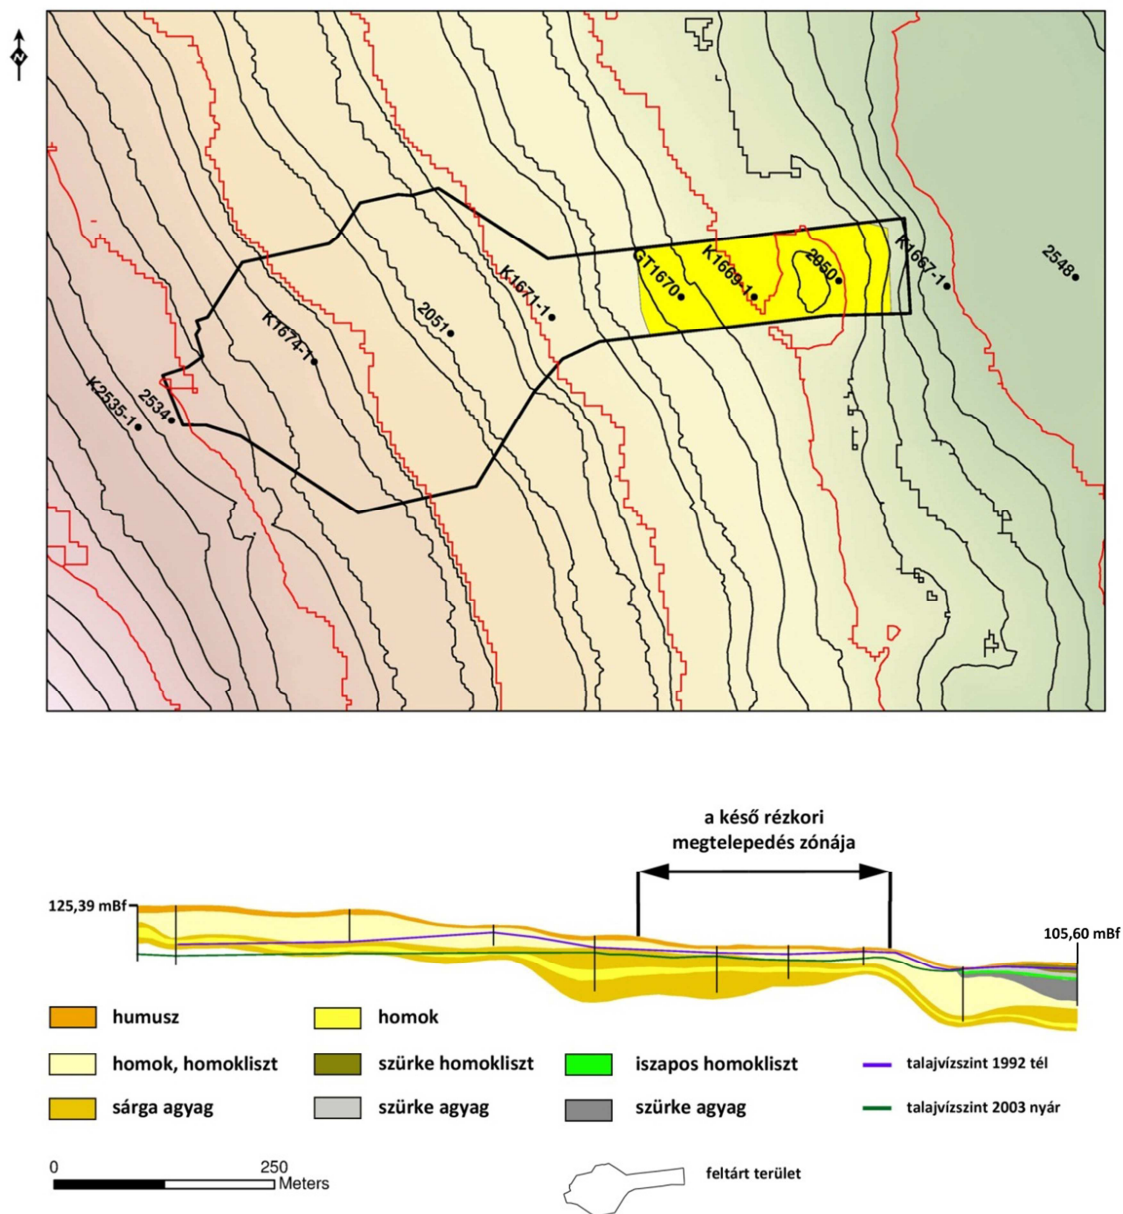 N
GT1670
K1669-1
2050
K1667-1
2548
K1671-1
2051
K1674-1
2534
K2535-1
a késő rézkori
megtelepedés zónája
125,39 mBf
105,60 mBf
humusz
homok
homok, homokliszt
szürke homokliszt
iszapos homokliszt
talajvízszint 1992 tél
sárga agyag
szürke agyag
szürke agyag
talajvízszint 2003 nyár
0
250
Meters
feltárt terület